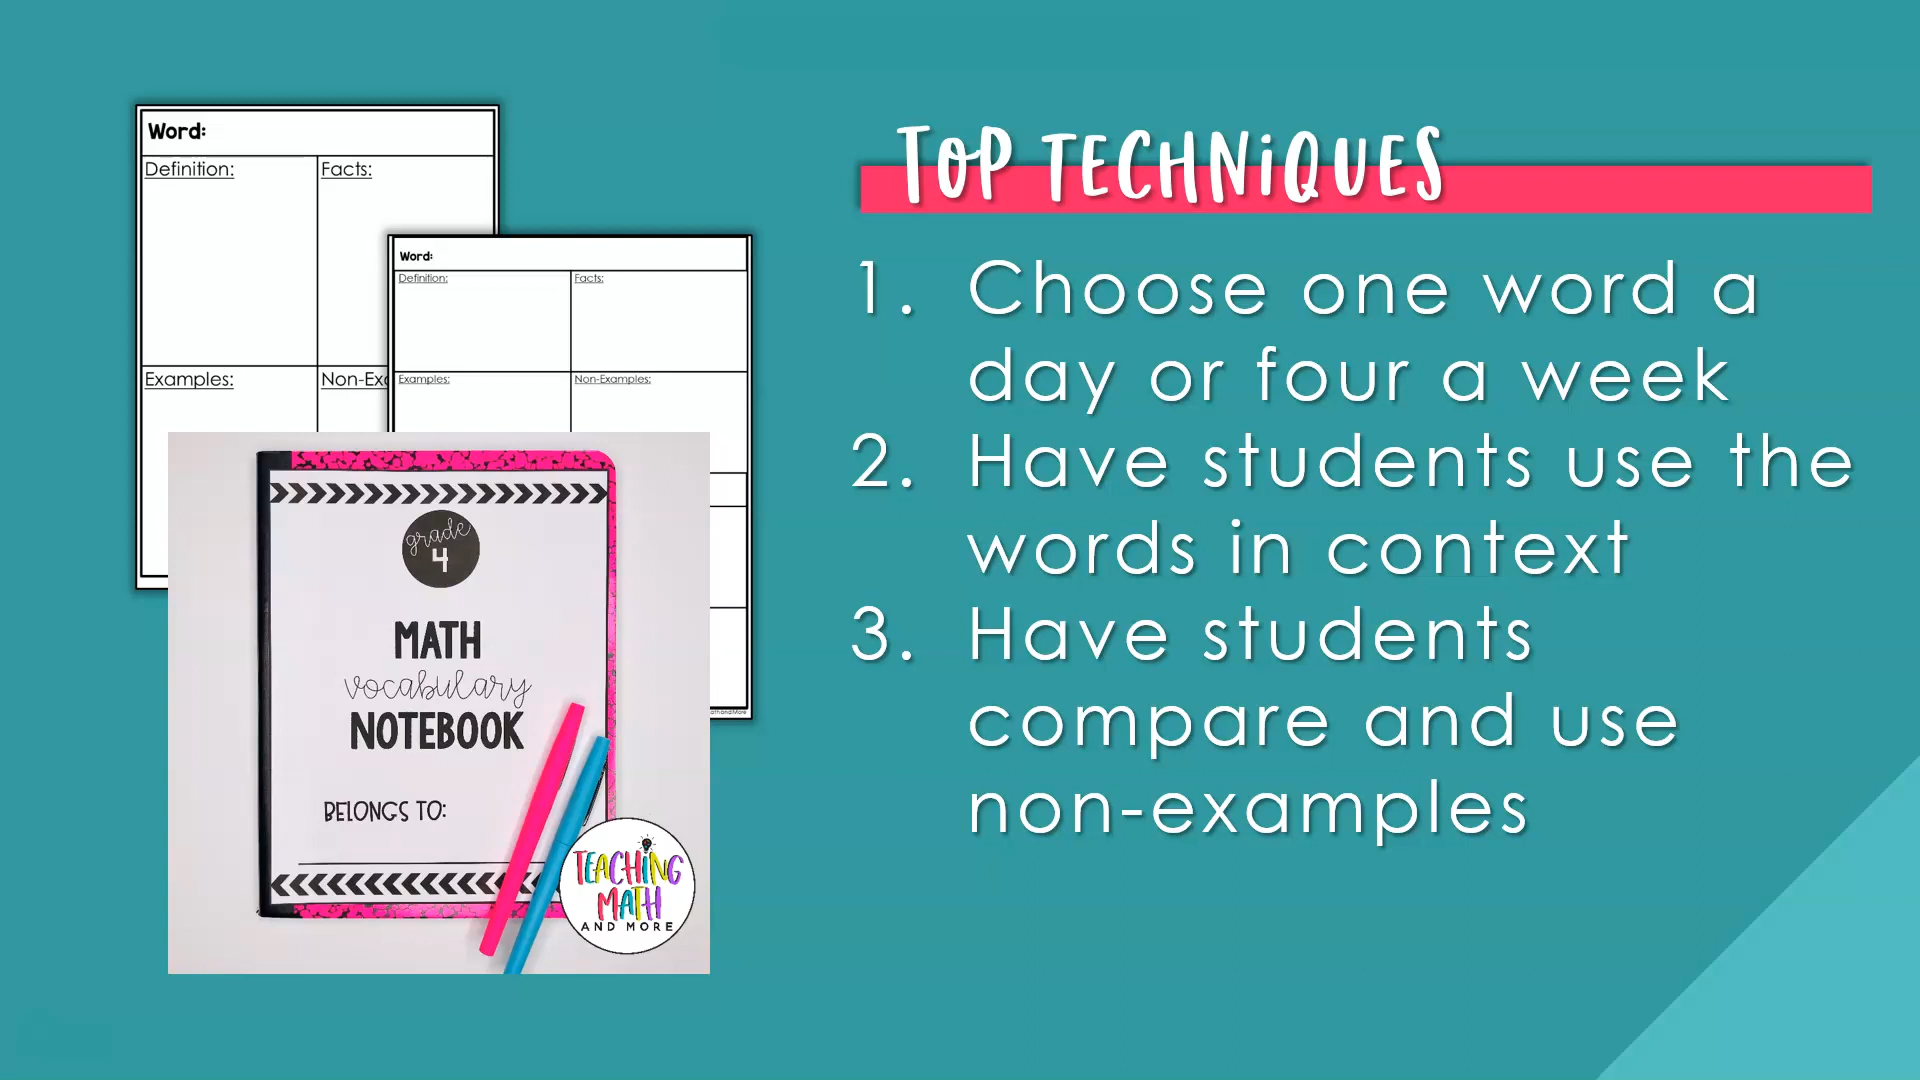 Word:
Definition:
Facts:
Examples:
Word:
Definition:
Facts:
Examples:
Non-Examples:
grade
4
MATH
vocabulary
NOTEBOOK
BELONGS TO:
TEACHING
MATH
AND MORE
TOP TECHNIQUES
1. Choose one word a
day or four a week
2. Have students use the
words in context
3. Have students
compare and use
non-examples